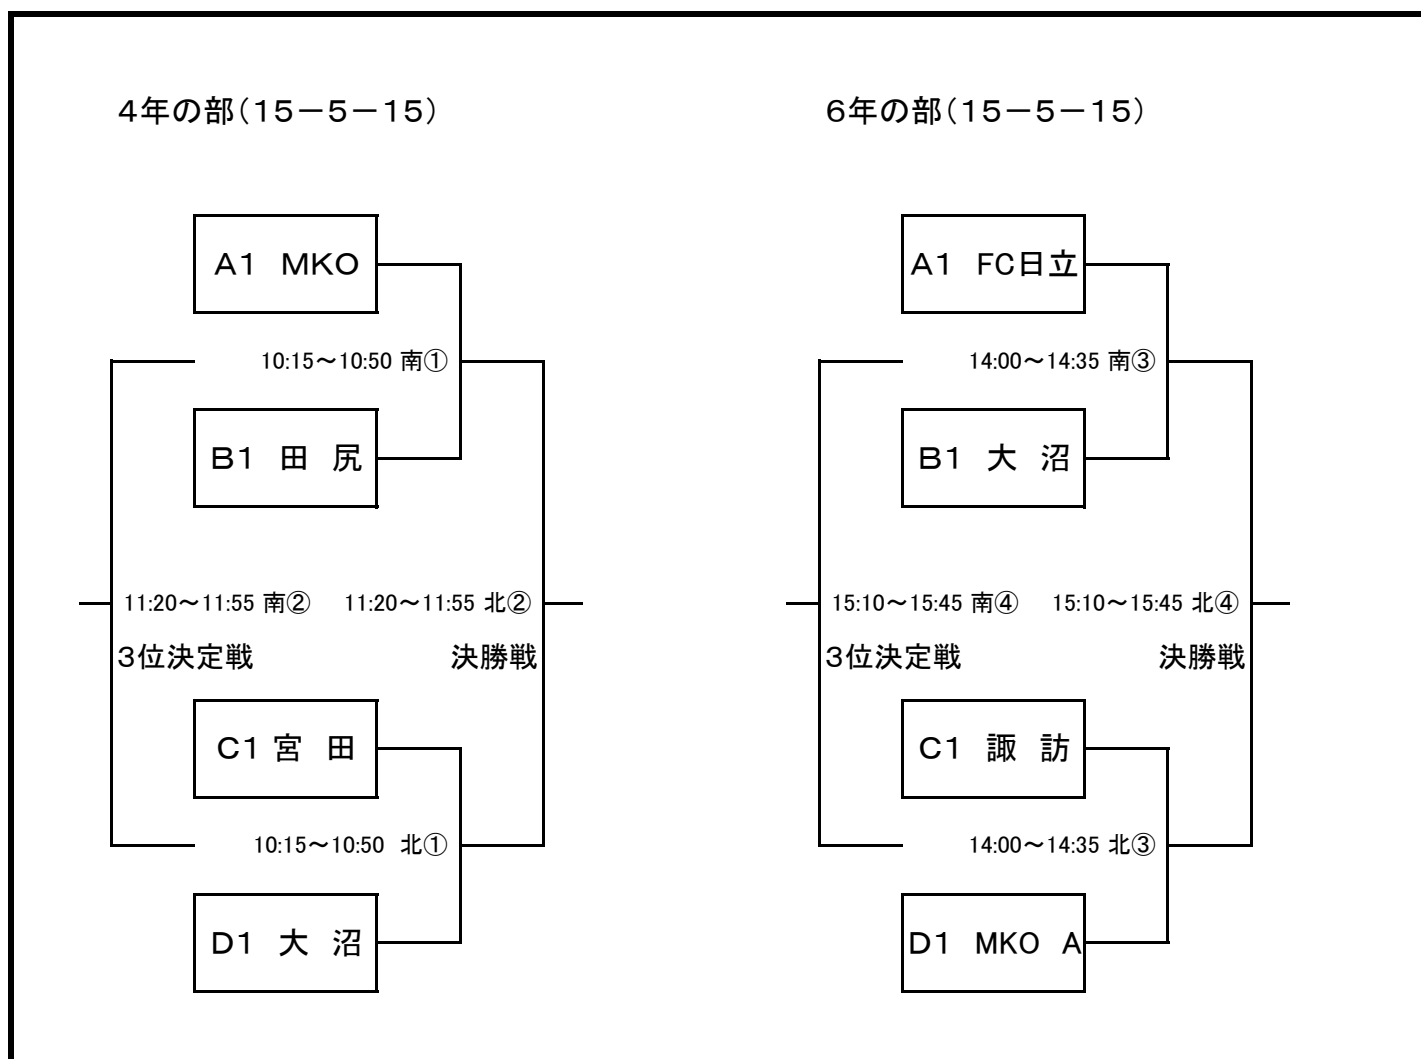 4年の部(15－5－15)
A1 MKO
10:15～10:50 南①
B1 田 尻
11:20～11:55 南② 11:20～11:55 北②
3位決定戦 決勝戦
C1 宮 田
10:15～10:50 北①
D1 大 沼
6年の部(15－5－15)
A1 FC日立
14:00～14:35 南③
B1 大 沼
15:10～15:45 南④ 15:10～15:45 北④
3位決定戦 決勝戦
C1 諏 訪
14:00～14:35 北③
D1 MKO A